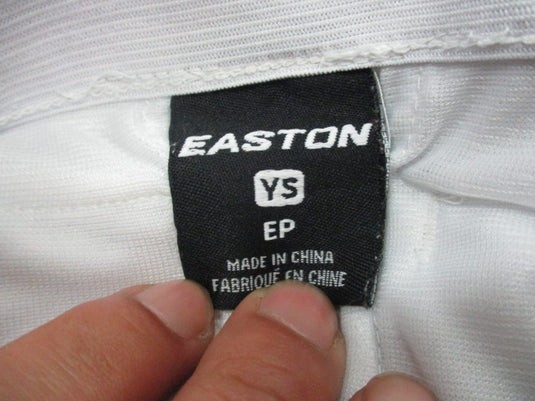 EASTON
YS
EP
MADE IN CHINA
FABRIQUÉ EN CHINE